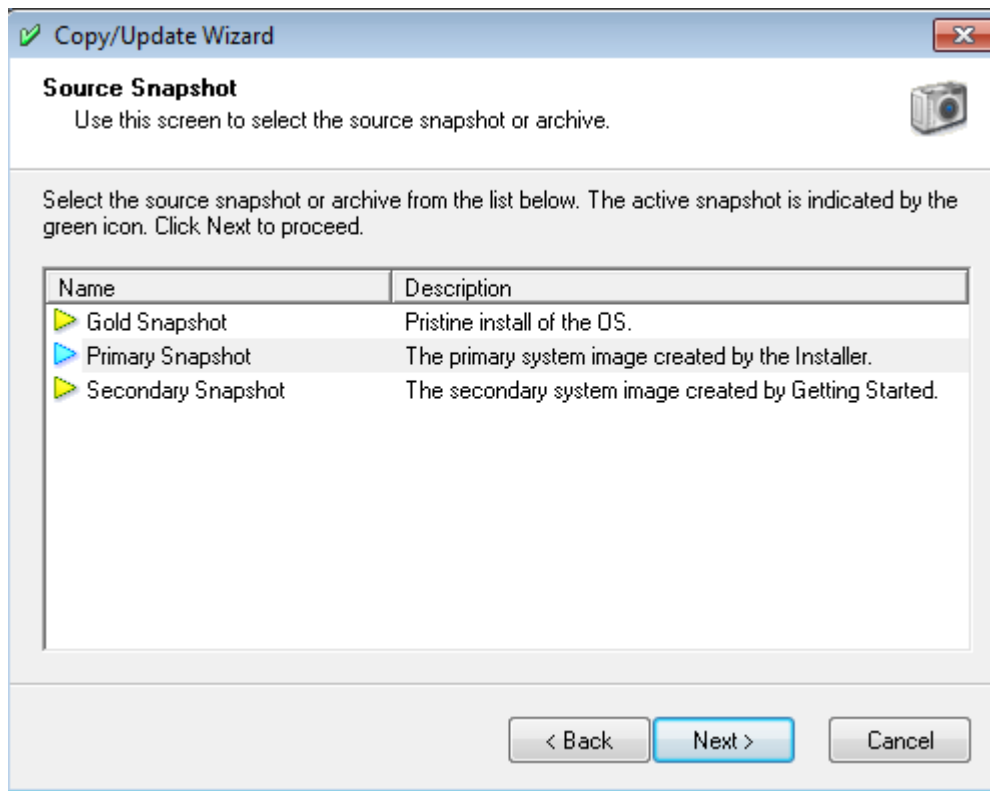 Copy/Update Wizard
Source Snapshot
Use this screen to select the source snapshot or archive.
Select the source snapshot or archive from the list below. The active snapshot is indicated by the
green icon. Click Next to proceed.
Name Description
Gold Snapshot Pristine install of the OS.
Primary Snapshot The primary system image created by the Installer.
Secondary Snapshot The secondary system image created by Getting Started.
< Back Next > Cancel